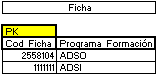 Ficha
PK
Cod_Ficha Programa_Formación
2558104 ADSO
1111111 ADSI